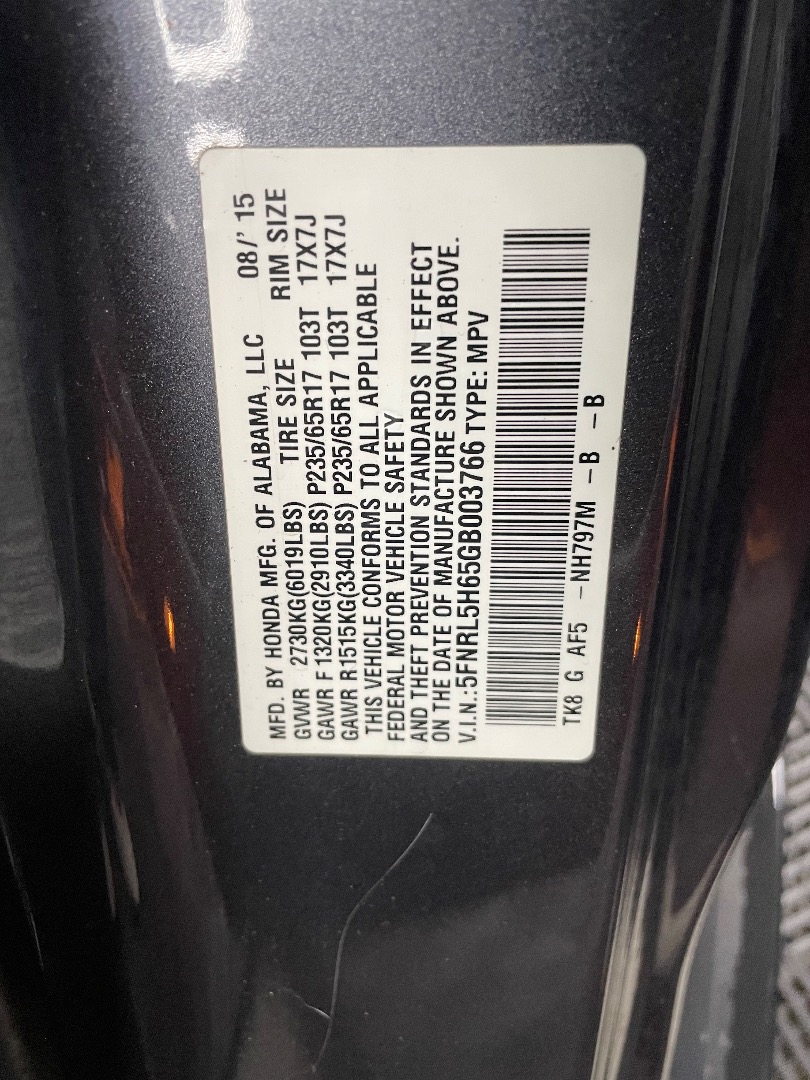 MFD. BY HONDA MFG. OF ALABAMA, LLC 08/' 15
GVWR 2730KG(6019LBS) TIRE SIZE RIM SIZE
GAWR F 1320KG(2910LBS) P235/65R17 103T 17X7J
GAWR R1515KG(3340LBS) P235/65R17 103T 17X7J
THIS VEHICLE CONFORMS TO ALL APPLICABLE
FEDERAL MOTOR VEHICLE SAFETY
AND THEFT PREVENTION STANDARDS IN EFFECT
ON THE DATE OF MANUFACTURE SHOWN ABOVE.
V.I.N.:5FNRL5H65GB003766 TYPE: MPV
TK8 G AF5 -NH797M -B -B